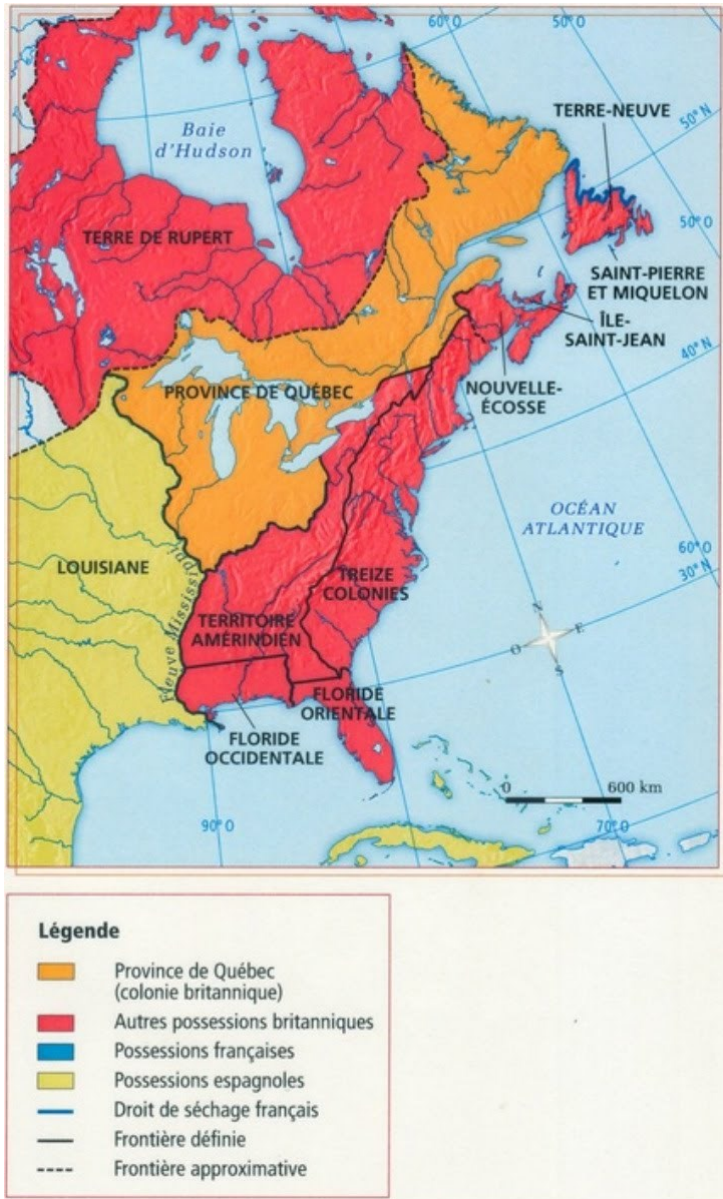 60° O
50° O
TERRE-NEUVE
50° N
Baie
d'Hudson
50° O
TERRE DE RUPERT
SAINT-PIERRE
ET MIQUELON
ÎLE-
SAINT-JEAN
40° N
PROVINCE DE QUÉBEC
NOUVELLE-
ÉCOSSE
OCÉAN
ATLANTIQUE
60° O
30° N
LOUISIANE
Fleuve Mississippi
TREIZE
COLONIES
TERRITOIRE
AMÉRINDIEN
N
E
O
S
FLORIDE
ORIENTALE
FLORIDE
OCCIDENTALE
0
600 km
90° O
70° O
Légende
Province de Québec
(colonie britannique)
Autres possessions britanniques
Possessions françaises
Possessions espagnoles
Droit de séchage français
Frontière définie
Frontière approximative